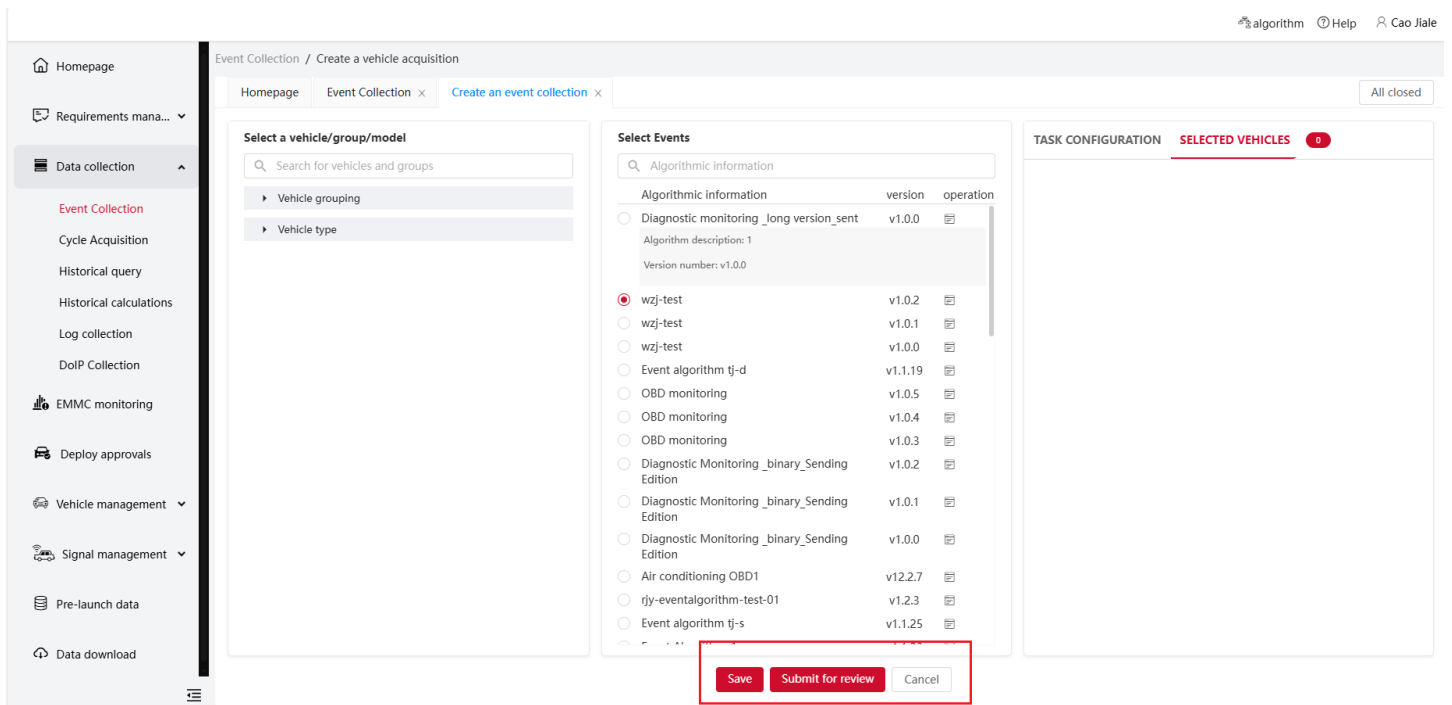 algorithm Help Cao Jiale
Homepage
Requirements mana...
Data collection
Event Collection
Cycle Acquisition
Historical query
Historical calculations
Log collection
DoIP Collection
EMMC monitoring
Deploy approvals
Vehicle management
Signal management
Pre-launch data
Data download
Event Collection / Create a vehicle acquisition
Homepage Event Collection × Create an event collection × All closed
Select a vehicle/group/model
Search for vehicles and groups
Vehicle grouping
Vehicle type
Select Events
Algorithmic information
Algorithmic information version operation
Diagnostic monitoring _long version_sent v1.0.0
Algorithm description: 1
Version number: v1.0.0
wzj-test v1.0.2
wzj-test v1.0.1
wzj-test v1.0.0
Event algorithm tj-d v1.1.19
OBD monitoring v1.0.5
OBD monitoring v1.0.4
OBD monitoring v1.0.3
Diagnostic Monitoring _binary_Sending v1.0.2
Edition
Diagnostic Monitoring _binary_Sending v1.0.1
Edition
Diagnostic Monitoring _binary_Sending v1.0.0
Edition
Air conditioning OBD1 v12.2.7
rjy-eventalgorithm-test-01 v1.2.3
Event algorithm tj-s v1.1.25
TASK CONFIGURATION SELECTED VEHICLES 0
Save Submit for review Cancel